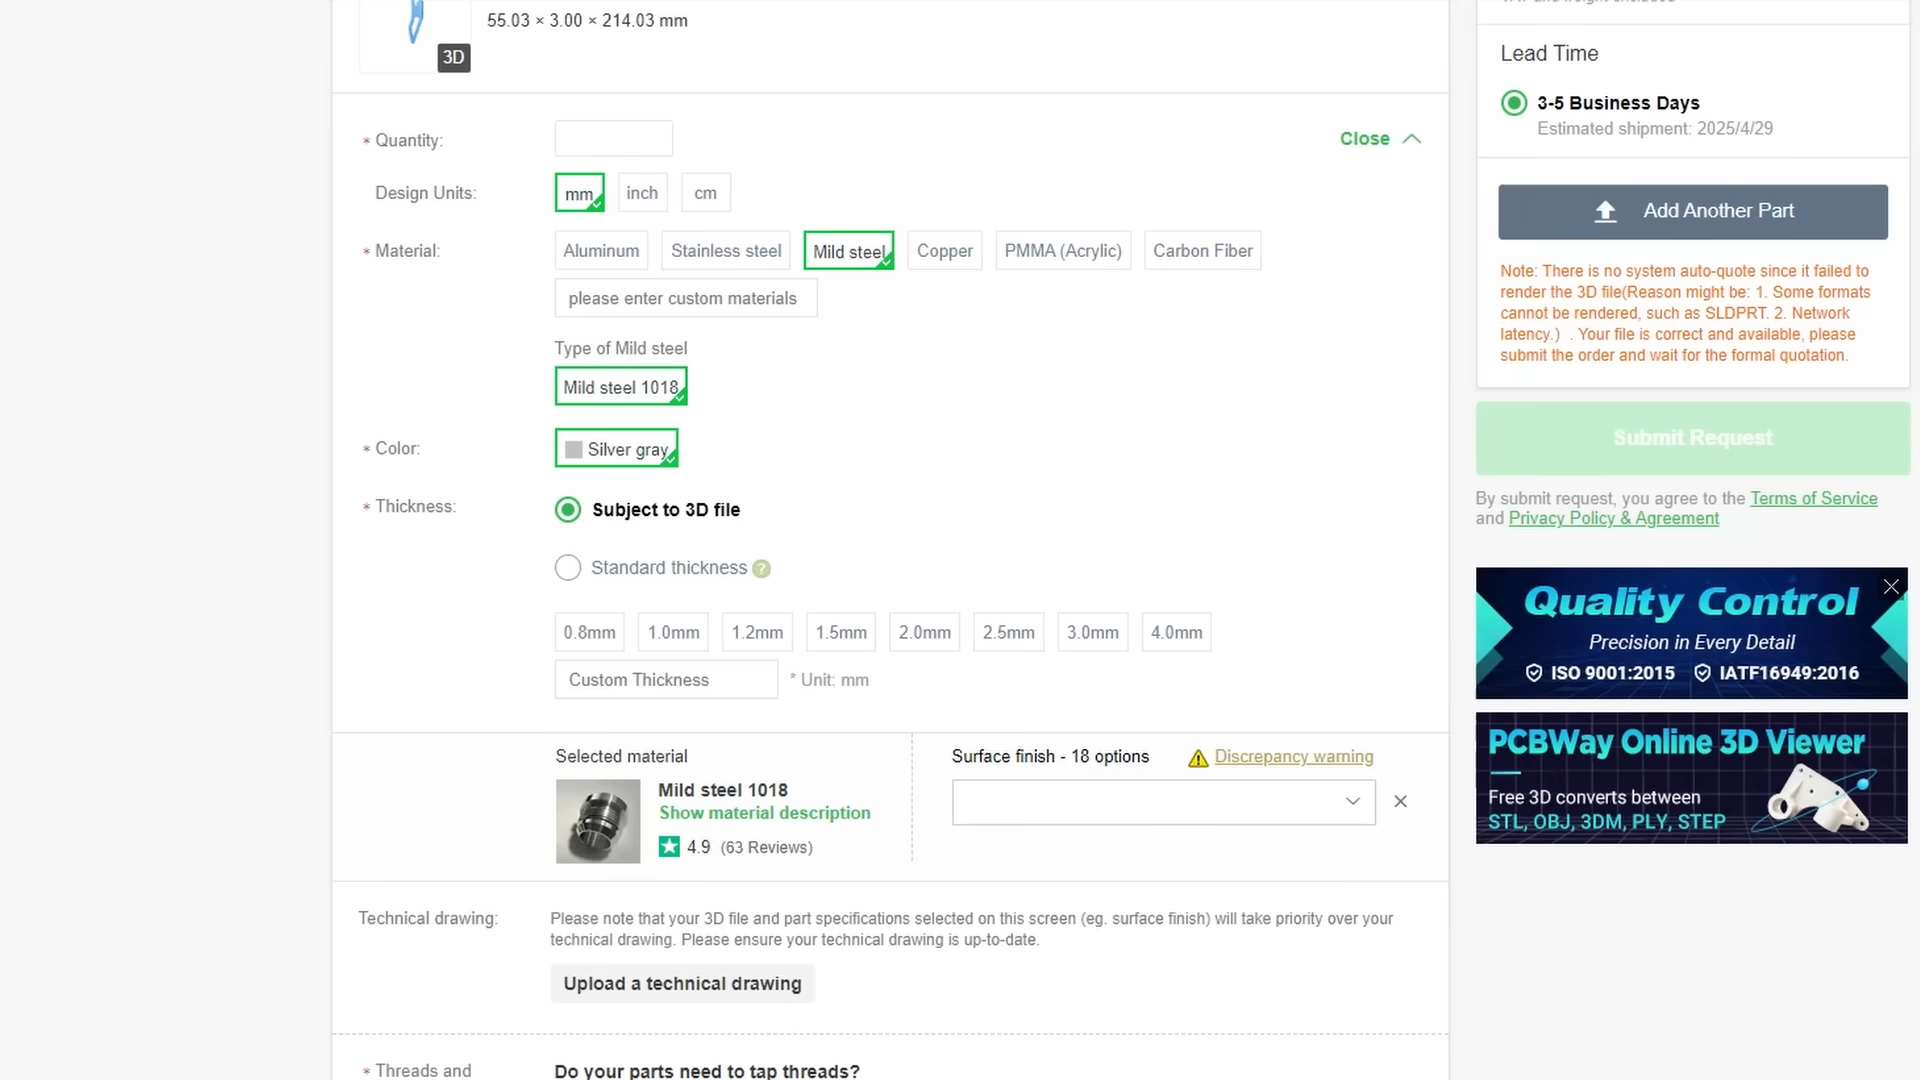 55.03 × 3.00 × 214.03 mm
3D
* Quantity:
Close
Design Units:
mm
inch
cm
* Material:
Aluminum
Stainless steel
Mild steel
Copper
PMMA (Acrylic)
Carbon Fiber
please enter custom materials
Type of Mild steel
Mild steel 1018
* Color:
Silver gray
* Thickness:
Subject to 3D file
Standard thickness ?
0.8mm
1.0mm
1.2mm
1.5mm
2.0mm
2.5mm
3.0mm
4.0mm
Custom Thickness
* Unit: mm
Selected material
Mild steel 1018
Show material description
4.9 (63 Reviews)
Surface finish - 18 options
Discrepancy warning
Technical drawing:
Please note that your 3D file and part specifications selected on this screen (eg. surface finish) will take priority over your
technical drawing. Please ensure your technical drawing is up-to-date.
Upload a technical drawing
* Threads and
Do your parts need to tap threads?
Lead Time
3-5 Business Days
Estimated shipment: 2025/4/29
Add Another Part
Note: There is no system auto-quote since it failed to
render the 3D file(Reason might be: 1. Some formats
cannot be rendered, such as SLDPRT. 2. Network
latency.) . Your file is correct and available, please
submit the order and wait for the formal quotation.
Submit Request
By submit request, you agree to the Terms of Service
and Privacy Policy & Agreement
Quality Control
Precision in Every Detail
ISO 9001:2015
IATF16949:2016
PCBWay Online 3D Viewer
Free 3D converts between
STL, OBJ, 3DM, PLY, STEP